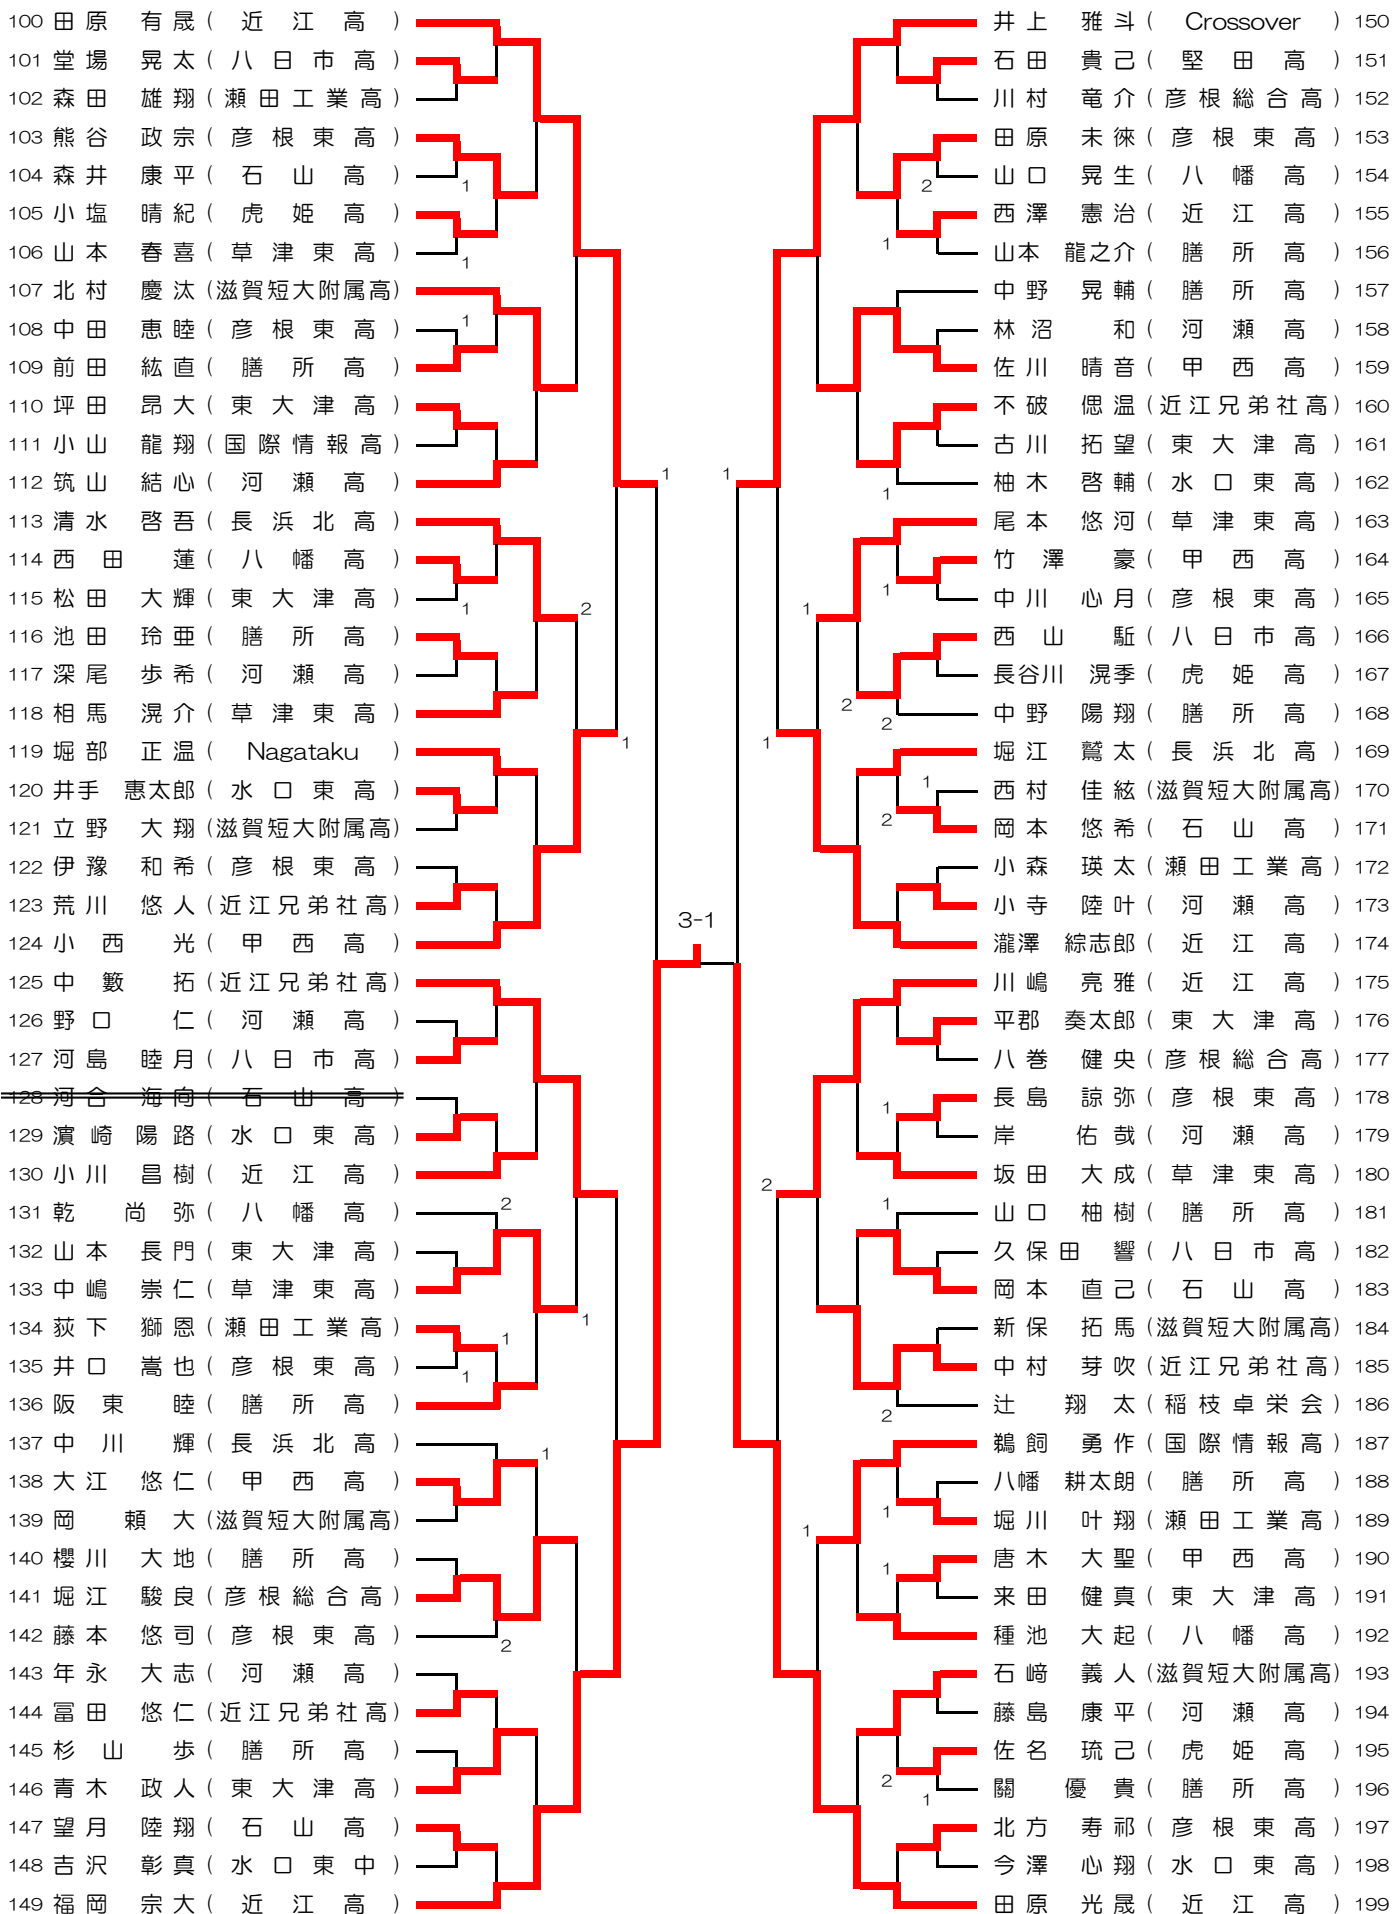 100 田原 有晟 ( 近江高 )
101 堂場 晃太 ( 八日市高 )
102 森田 雄翔 ( 瀬田工業高 )
103 熊谷 政宗 ( 彦根東高 )
104 森井 康平 ( 石山高 )
1
105 小塩 晴紀 ( 虎姫高 )
106 山本 春喜 ( 草津東高 )
1
107 北村 慶汰 (滋賀短大附属高)
1
108 中田 恵睦 ( 彦根東高 )
109 前田 紘直 ( 膳所高 )
110 坪田 昂大 ( 東大津高 )
111 小山 龍翔 ( 国際情報高 )
112 筑山 結心 ( 河瀬高 )
1
113 清水 啓吾 ( 長浜北高 )
114 西田 蓮 ( 八幡高 )
115 松田 大輝 ( 東大津高 )
1
2
116 池田 玲亜 ( 膳所高 )
117 深尾 歩希 ( 河瀬高 )
118 相馬 滉介 ( 草津東高 )
1
119 堀部 正温 ( Nagataku )
120 井手 惠太郎 ( 水口東高 )
121 立野 大翔 (滋賀短大附属高)
122 伊豫 和希 ( 彦根東高 )
123 荒川 悠人 (近江兄弟社高)
124 小西 光 ( 甲西高 )
125 中籔 拓 (近江兄弟社高)
126 野口 仁 ( 河瀬高 )
127 河島 睦月 ( 八日市高 )
128 河合 海向 ( 石山高 )
129 濵崎 陽路 ( 水口東高 )
130 小川 昌樹 ( 近江高 )
131 乾 尚弥 ( 八幡高 )
2
132 山本 長門 ( 東大津高 )
133 中嶋 崇仁 ( 草津東高 )
1
134 荻下 獅恩 ( 瀬田工業高 )
1
135 井口 嵩也 ( 彦根東高 )
1
136 阪東 睦 ( 膳所高 )
137 中川 輝 ( 長浜北高 )
1
138 大江 悠仁 ( 甲西高 )
139 岡 頼大 (滋賀短大附属高)
140 櫻川 大地 ( 膳所高 )
141 堀江 駿良 ( 彦根総合高 )
142 藤本 悠司 ( 彦根東高 )
2
143 年永 大志 ( 河瀬高 )
144 冨田 悠仁 (近江兄弟社高)
145 杉山 歩 ( 膳所高 )
146 青木 政人 ( 東大津高 )
147 望月 陸翔 ( 石山高 )
148 吉沢 彰真 ( 水口東中 )
149 福岡 宗大 ( 近江高 )
3-1
井上 雅斗 ( Crossover ) 150
石田 貴己 ( 堅田高 ) 151
川村 竜介 ( 彦根総合高 ) 152
田原 未徠 ( 彦根東高 ) 153
山口 晃生 ( 八幡高 ) 154
2
西澤 憲治 ( 近江高 ) 155
1
山本 龍之介 ( 膳所高 ) 156
中野 晃輔 ( 膳所高 ) 157
林沼 和 ( 河瀬高 ) 158
佐川 晴音 ( 甲西高 ) 159
不破 偲温 (近江兄弟社高) 160
古川 拓望 ( 東大津高 ) 161
1
柚木 啓輔 ( 水口東高 ) 162
1
尾本 悠河 ( 草津東高 ) 163
竹澤 豪 ( 甲西高 ) 164
1
中川 心月 ( 彦根東高 ) 165
1
西山 駈 ( 八日市高 ) 166
長谷川 滉季 ( 虎姫高 ) 167
2
中野 陽翔 ( 膳所高 ) 168
2
1
堀江 鷲太 ( 長浜北高 ) 169
1
西村 佳絃 (滋賀短大附属高) 170
2
岡本 悠希 ( 石山高 ) 171
小森 瑛太 ( 瀬田工業高 ) 172
小寺 陸叶 ( 河瀬高 ) 173
瀧澤 綜志郎 ( 近江高 ) 174
川嶋 亮雅 ( 近江高 ) 175
平郡 奏太郎 ( 東大津高 ) 176
八巻 健央 ( 彦根総合高 ) 177
長島 諒弥 ( 彦根東高 ) 178
1
岸 佑哉 ( 河瀬高 ) 179
坂田 大成 ( 草津東高 ) 180
2
山口 柚樹 ( 膳所高 ) 181
1
久保田 響 ( 八日市高 ) 182
岡本 直己 ( 石山高 ) 183
新保 拓馬 (滋賀短大附属高) 184
中村 芽吹 (近江兄弟社高) 185
辻 翔太 ( 稲枝卓栄会 ) 186
2
鵜飼 勇作 ( 国際情報高 ) 187
八幡 耕太朗 ( 膳所高 ) 188
1
堀川 叶翔 ( 瀬田工業高 ) 189
1
唐木 大聖 ( 甲西高 ) 190
1
来田 健真 ( 東大津高 ) 191
種池 大起 ( 八幡高 ) 192
石﨑 義人 (滋賀短大附属高) 193
藤島 康平 ( 河瀬高 ) 194
佐名 琉己 ( 虎姫高 ) 195
2
關 優貴 ( 膳所高 ) 196
1
北方 寿祁 ( 彦根東高 ) 197
今澤 心翔 ( 水口東高 ) 198
田原 光晟 ( 近江高 ) 199